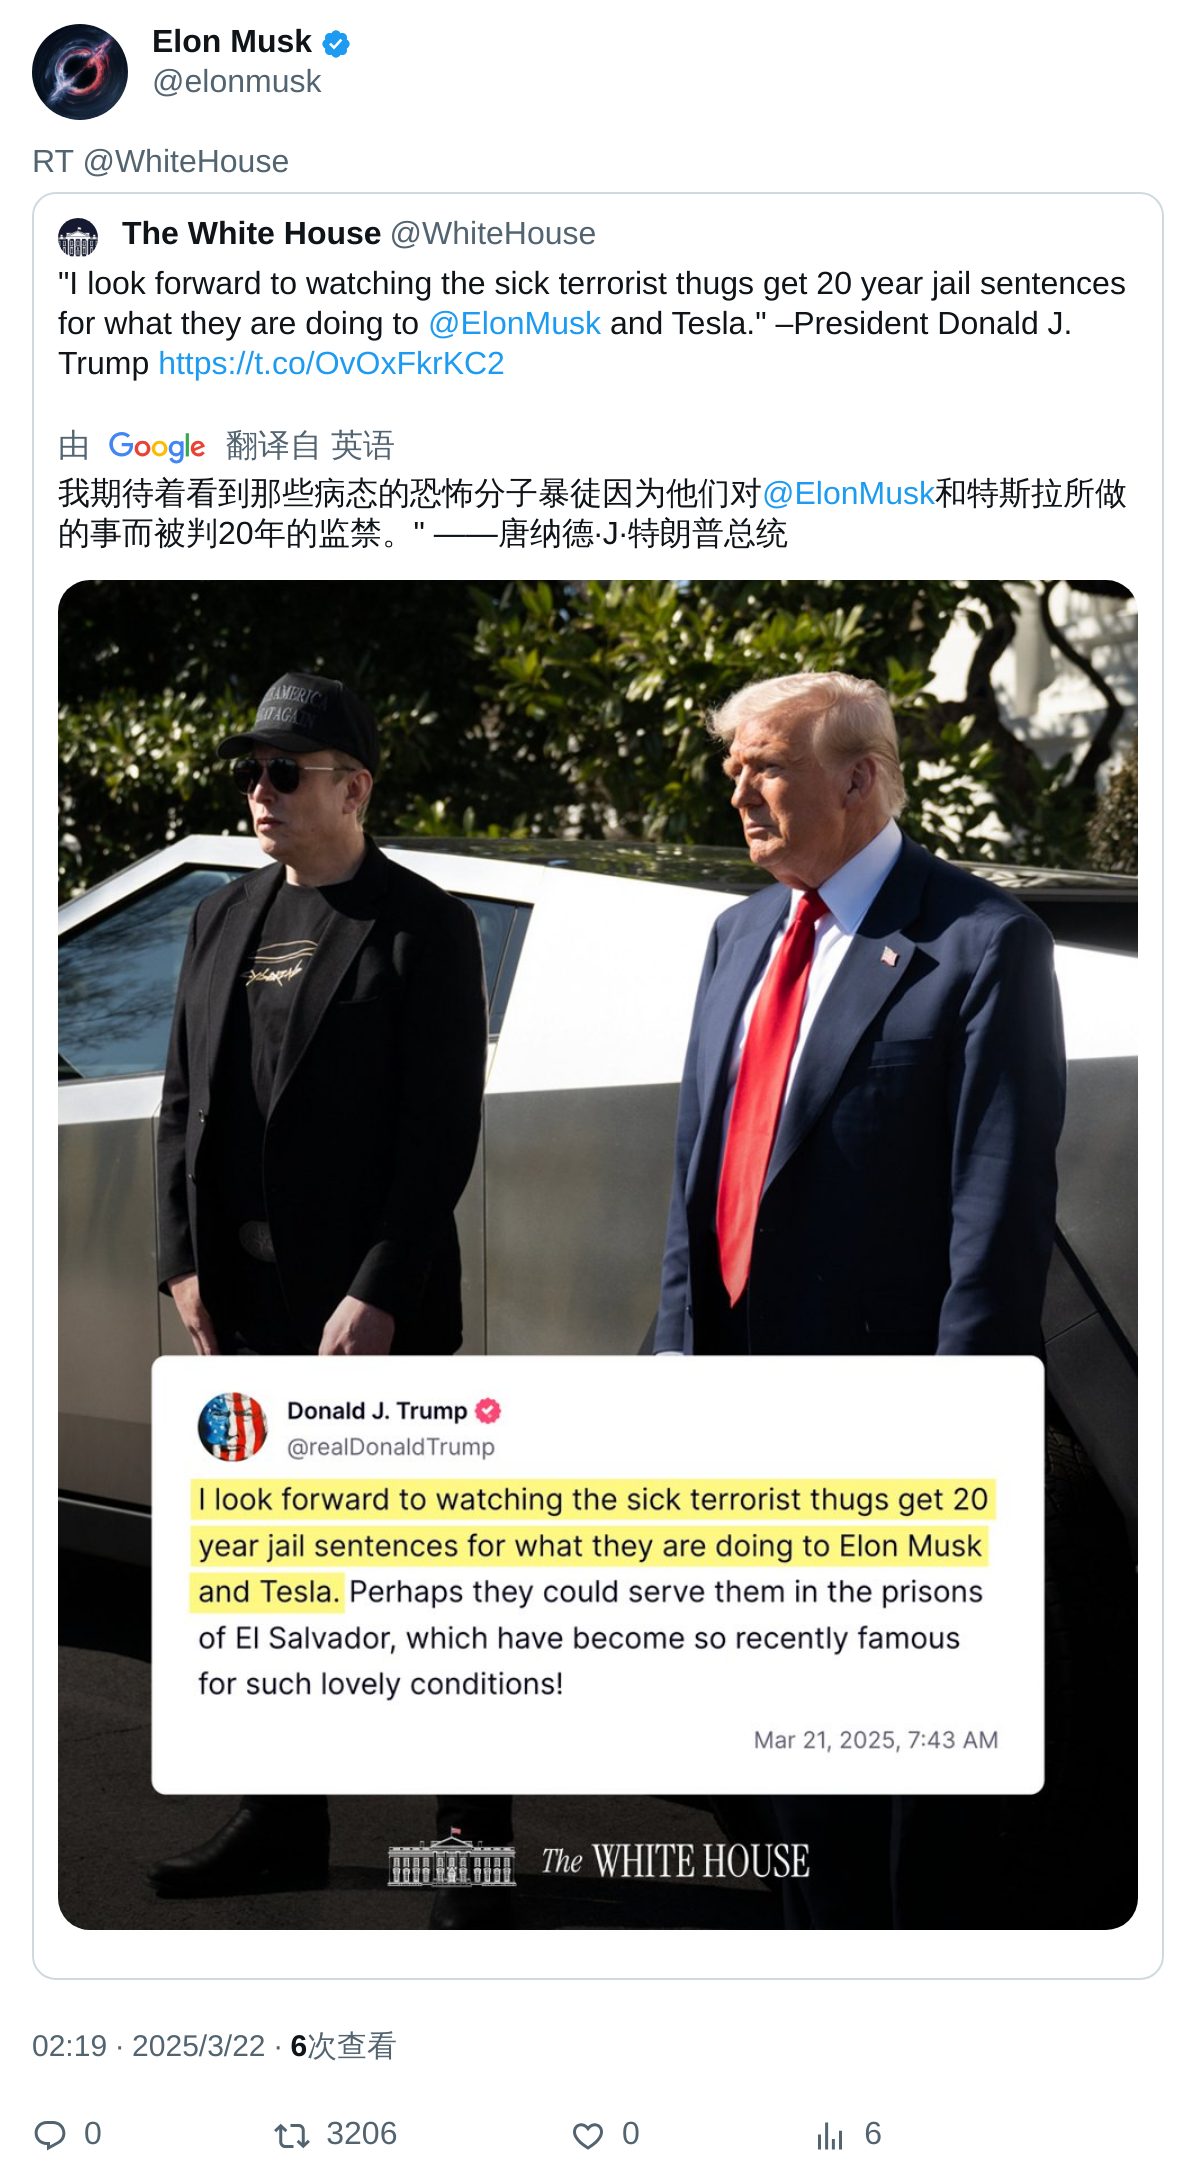 Elon Musk
@elonmusk
RT @WhiteHouse
The White House @WhiteHouse
"I look forward to watching the sick terrorist thugs get 20 year jail sentences
for what they are doing to @ElonMusk and Tesla." –President Donald J.
Trump https://t.co/OvOxFkrKC2
由 Google 翻译自 英语
我期待着看到那些病态的恐怖分子暴徒因为他们对@ElonMusk和特斯拉所做
的事而被判20年的监禁。" ——唐纳德·J·特朗普总统
AMERICA
AT AGAIN
Donald J. Trump
@realDonaldTrump
I look forward to watching the sick terrorist thugs get 20
year jail sentences for what they are doing to Elon Musk
and Tesla. Perhaps they could serve them in the prisons
of El Salvador, which have become so recently famous
for such lovely conditions!
Mar 21, 2025, 7:43 AM
The WHITE HOUSE
02:19 · 2025/3/22 · 6次查看
0 3206 0 6